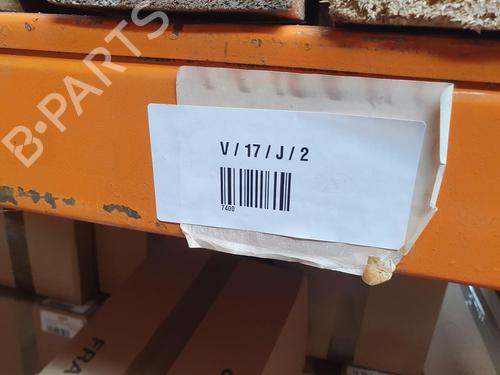 B-PARTS
V / 17 / J / 2
7400
FRA